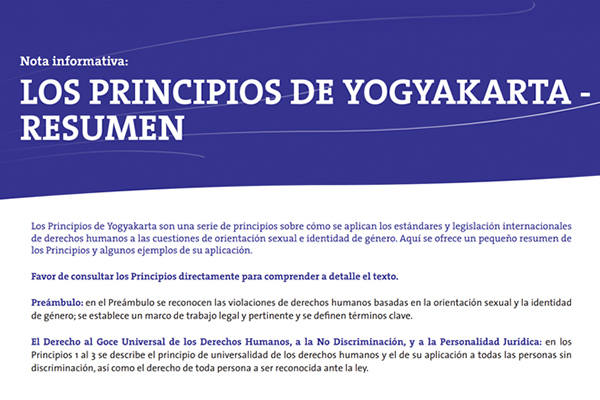 Nota informativa:
LOS PRINCIPIOS DE YOGYAKARTA -
RESUMEN
Los Principios de Yogyakarta son una serie de principios sobre cómo se aplican los estándares y legislación internacionales
de derechos humanos a las cuestiones de orientación sexual e identidad de género. Aquí se ofrece un pequeño resumen de
los Principios y algunos ejemplos de su aplicación.
Favor de consultar los Principios directamente para comprender a detalle el texto.
Preámbulo: en el Preámbulo se reconocen las violaciones de derechos humanos basadas en la orientación sexual y la identidad
de género; se establece un marco de trabajo legal y pertinente y se definen términos clave.
El Derecho al Goce Universal de los Derechos Humanos, a la No Discriminación, y a la Personalidad Jurídica: en los
Principios 1 al 3 se describe el principio de universalidad de los derechos humanos y el de su aplicación a todas las personas sin
discriminación, así como el derecho de toda persona a ser reconocida ante la ley.